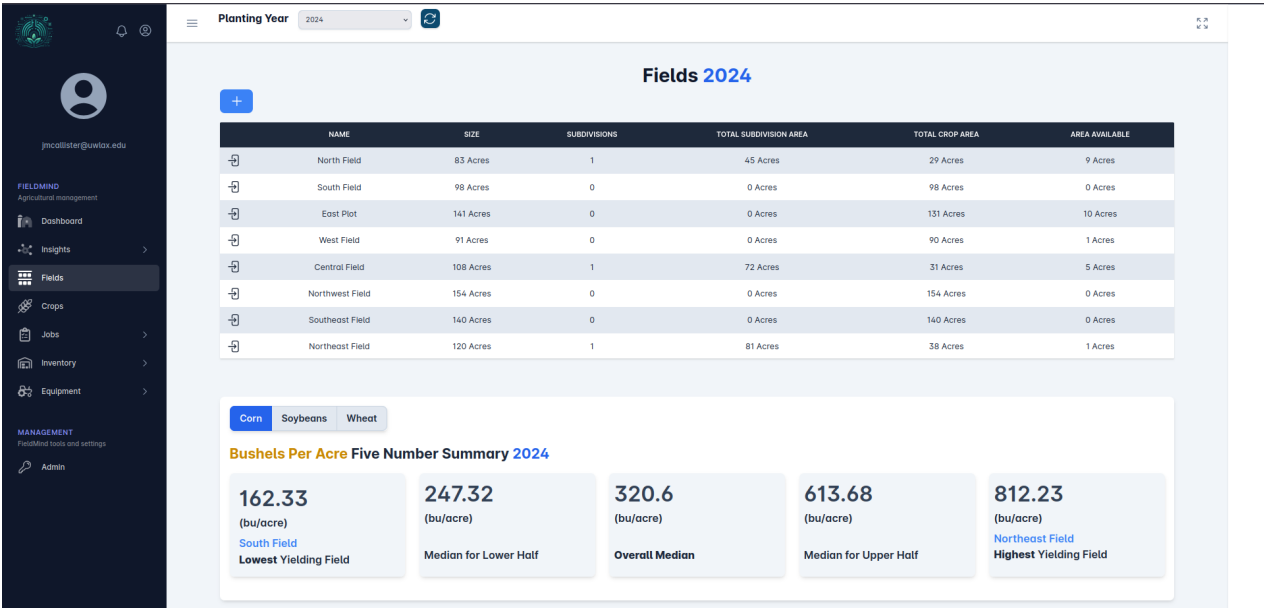 Planting Year 2024
jmcallister@uwlax.edu
FIELDMIND
Agricultural management
Dashboard
Insights
Fields
Crops
Jobs
Inventory
Equipment
MANAGEMENT
FieldMind tools and settings
Admin
Fields 2024
+
NAME SIZE SUBDIVISIONS TOTAL SUBDIVISION AREA TOTAL CROP AREA AREA AVAILABLE
North Field 83 Acres 1 45 Acres 29 Acres 9 Acres
South Field 98 Acres 0 0 Acres 98 Acres 0 Acres
East Plot 141 Acres 0 0 Acres 131 Acres 10 Acres
West Field 91 Acres 0 0 Acres 90 Acres 1 Acres
Central Field 108 Acres 1 72 Acres 31 Acres 5 Acres
Northwest Field 154 Acres 0 0 Acres 154 Acres 0 Acres
Southeast Field 140 Acres 0 0 Acres 140 Acres 0 Acres
Northeast Field 120 Acres 1 81 Acres 38 Acres 1 Acres
Corn Soybeans Wheat
Bushels Per Acre Five Number Summary 2024
162.33
(bu/acre)
South Field
Lowest Yielding Field
247.32
(bu/acre)
Median for Lower Half
320.6
(bu/acre)
Overall Median
613.68
(bu/acre)
Median for Upper Half
812.23
(bu/acre)
Northeast Field
Highest Yielding Field